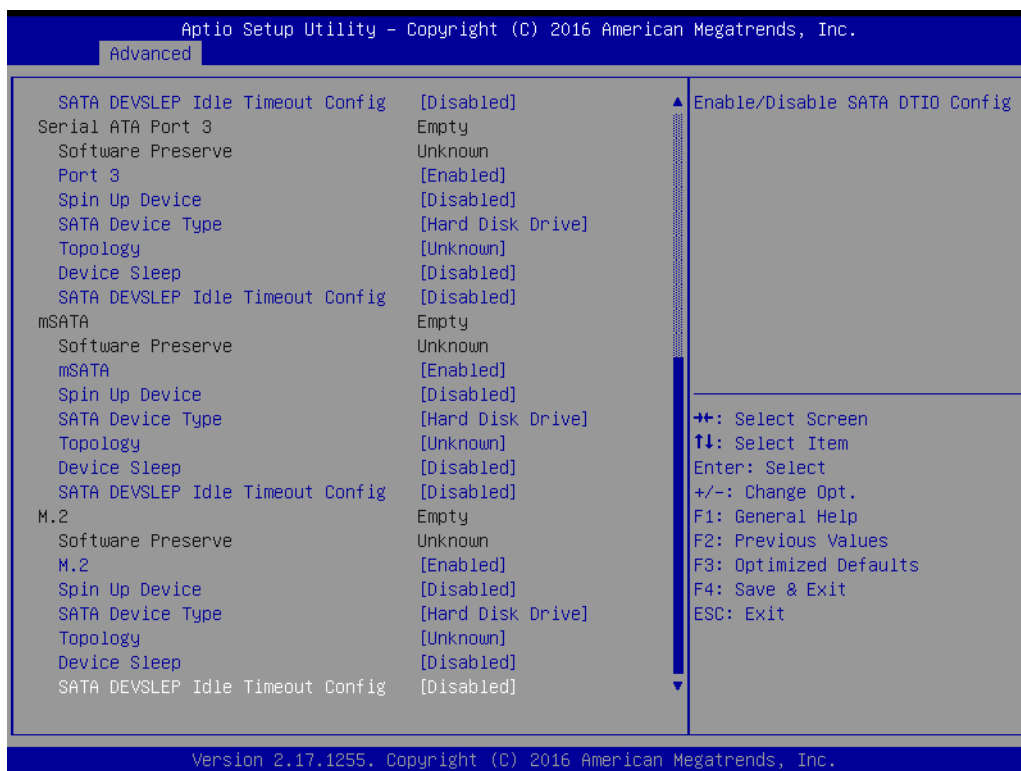 Aptio Setup Utility – Copyright (C) 2016 American Megatrends, Inc.
Advanced
SATA DEVSLEP Idle Timeout Config [Disabled]
Serial ATA Port 3 Empty
Software Preserve Unknown
Port 3 [Enabled]
Spin Up Device [Disabled]
SATA Device Type [Hard Disk Drive]
Topology [Unknown]
Device Sleep [Disabled]
SATA DEVSLEP Idle Timeout Config [Disabled]
mSATA Empty
Software Preserve Unknown
mSATA [Enabled]
Spin Up Device [Disabled]
SATA Device Type [Hard Disk Drive]
Topology [Unknown]
Device Sleep [Disabled]
SATA DEVSLEP Idle Timeout Config [Disabled]
M.2 Empty
Software Preserve Unknown
M.2 [Enabled]
Spin Up Device [Disabled]
SATA Device Type [Hard Disk Drive]
Topology [Unknown]
Device Sleep [Disabled]
SATA DEVSLEP Idle Timeout Config [Disabled]
Enable/Disable SATA DTIO Config
→←: Select Screen
↑↓: Select Item
Enter: Select
+/-: Change Opt.
F1: General Help
F2: Previous Values
F3: Optimized Defaults
F4: Save & Exit
ESC: Exit
Version 2.17.1255. Copyright (C) 2016 American Megatrends, Inc.